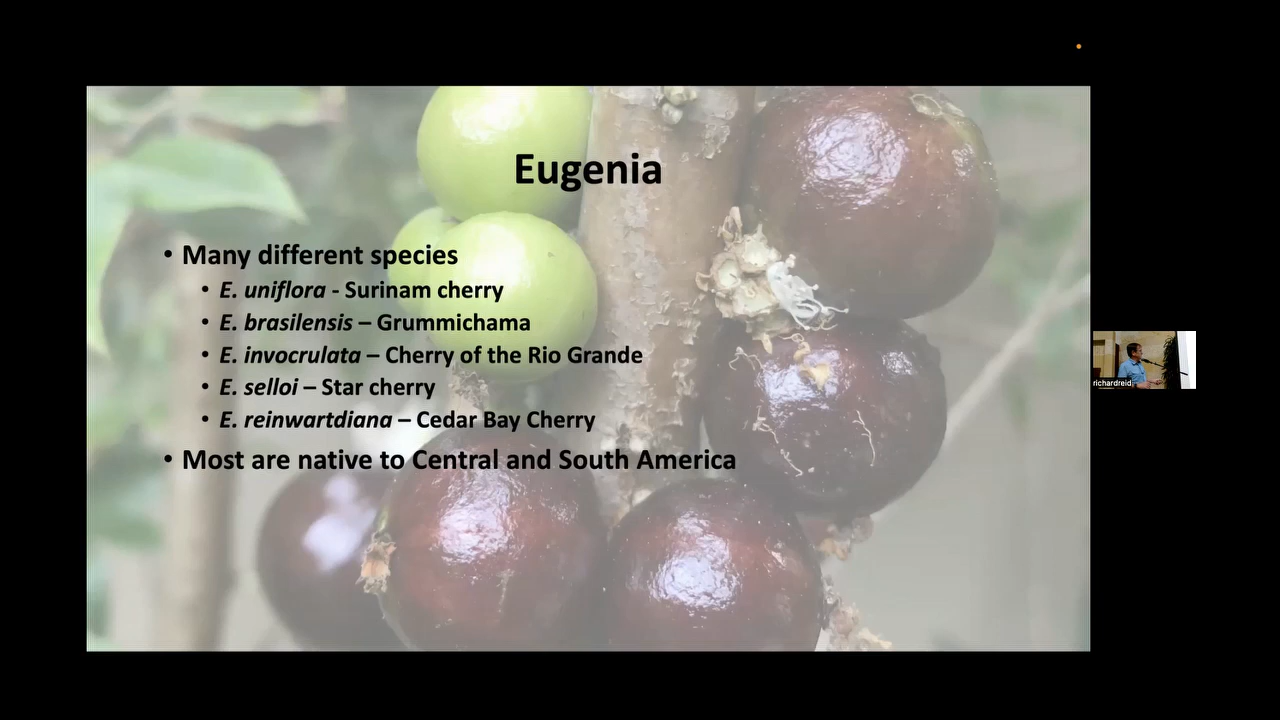 Eugenia
• Many different species
• E. uniflora - Surinam cherry
• E. brasilensis – Grummichama
• E. invocrulata – Cherry of the Rio Grande
• E. selloi – Star cherry
• E. reinwartdiana – Cedar Bay Cherry
• Most are native to Central and South America
richardreid